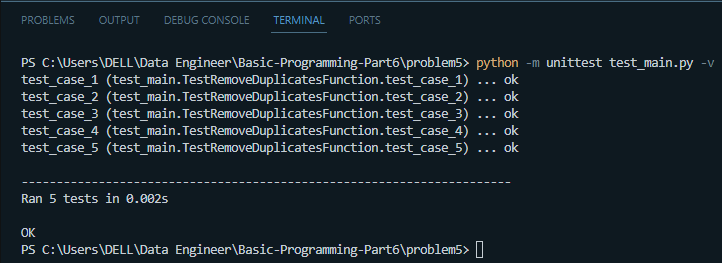 PROBLEMS OUTPUT DEBUG CONSOLE TERMINAL PORTS
PS C:\Users\DELL\Data Engineer\Basic-Programming-Part6\problem5> python -m unittest test_main.py -v
test_case_1 (test_main.TestRemoveDuplicatesFunction.test_case_1) ... ok
test_case_2 (test_main.TestRemoveDuplicatesFunction.test_case_2) ... ok
test_case_3 (test_main.TestRemoveDuplicatesFunction.test_case_3) ... ok
test_case_4 (test_main.TestRemoveDuplicatesFunction.test_case_4) ... ok
test_case_5 (test_main.TestRemoveDuplicatesFunction.test_case_5) ... ok
----------------------------------------------------------------------
Ran 5 tests in 0.002s
OK
PS C:\Users\DELL\Data Engineer\Basic-Programming-Part6\problem5>